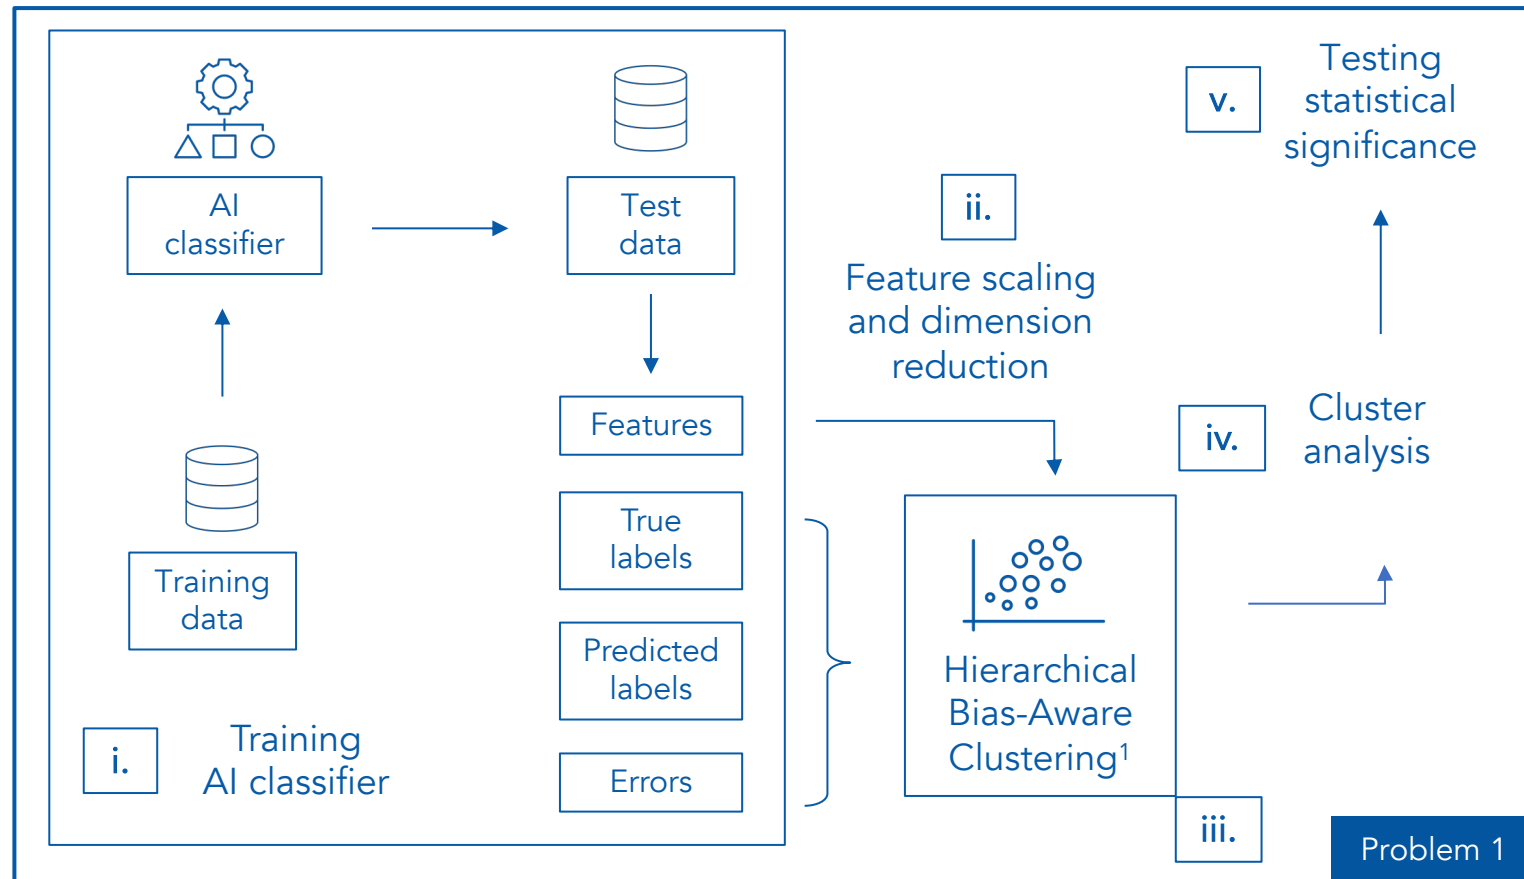 AI
classifier
Test
data
Features
True
labels
Predicted
labels
Errors
Training
data
i.
Training
AI classifier
ii.
Feature scaling
and dimension
reduction
Hierarchical
Bias-Aware
Clustering¹
iii.
iv.
Cluster
analysis
v.
Testing
statistical
significance
Problem 1